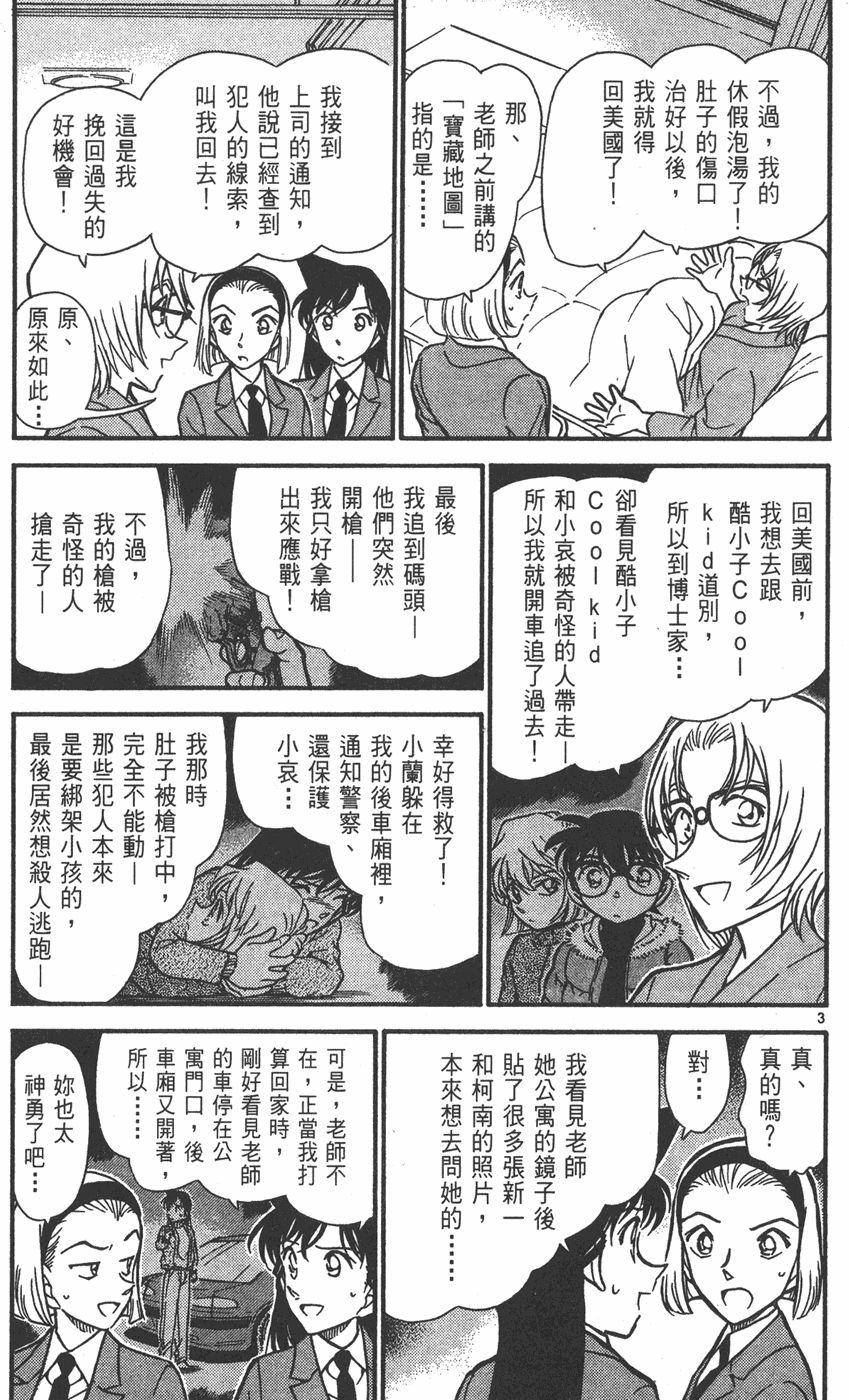 不過，我的
休假泡湯了！
肚子的傷口
治好以後，
我就得
回美國了！
那、
老師之前講的
「寶藏地圖」
指的是……
我接到
上司的通知，
他說已經查到
犯人的線索，
叫我回去！
這是我
挽回過失的
好機會！
原、
原來如此…
回美國前，
我想去跟
酷小子Cool
kid道別，
所以到博士家…
卻看見酷小子
Cool kid
和小哀被奇怪的人帶走—
所以我就開車追了過去！
最後
我追到碼頭—
他們突然
開槍—
我只好拿槍
出來應戰！
不過，
我的槍被
奇怪的人
搶走了—
幸好得救了！
小蘭躲在
我的後車廂裡，
通知警察、
還保護
小哀…
我那時
肚子被槍打中，
完全不能動—
那些犯人本來
是要綁架小孩的，
最後居然想殺人逃跑—
3
真、
真的嗎？
對…
我看見老師
她公寓的鏡子後
貼了很多張新一
和柯南的照片，
本來想去問她的……
可是，老師不
在，正當我打
算回家時，
剛好看見老師
的車停在公
寓門口，後
車廂又開著，
所以……
妳也太
神勇了吧…